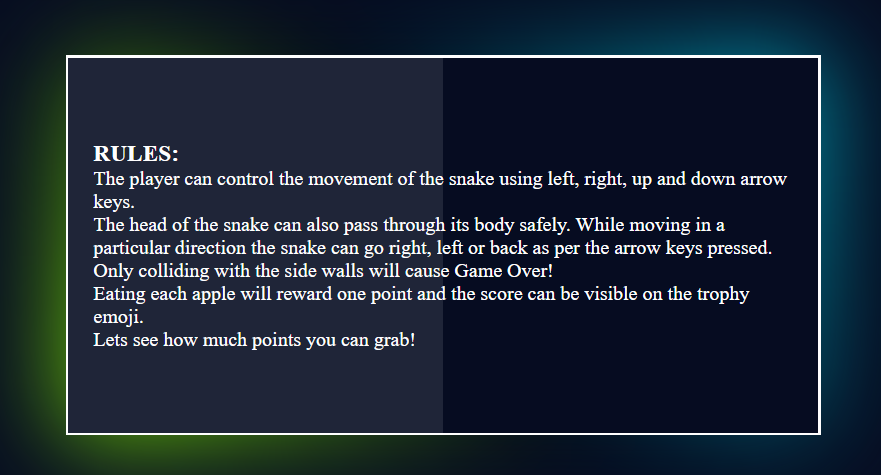 RULES:
The player can control the movement of the snake using left, right, up and down arrow
keys.
The head of the snake can also pass through its body safely. While moving in a
particular direction the snake can go right, left or back as per the arrow keys pressed.
Only colliding with the side walls will cause Game Over!
Eating each apple will reward one point and the score can be visible on the trophy
emoji.
Lets see how much points you can grab!